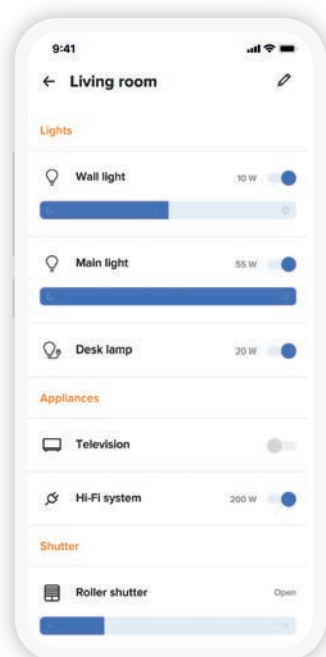 9:41
Living room
Lights
Wall light 10 W
Main light 55 W
Desk lamp 20 W
Appliances
Television
Hi-Fi system 200 W
Shutter
Roller shutter Open